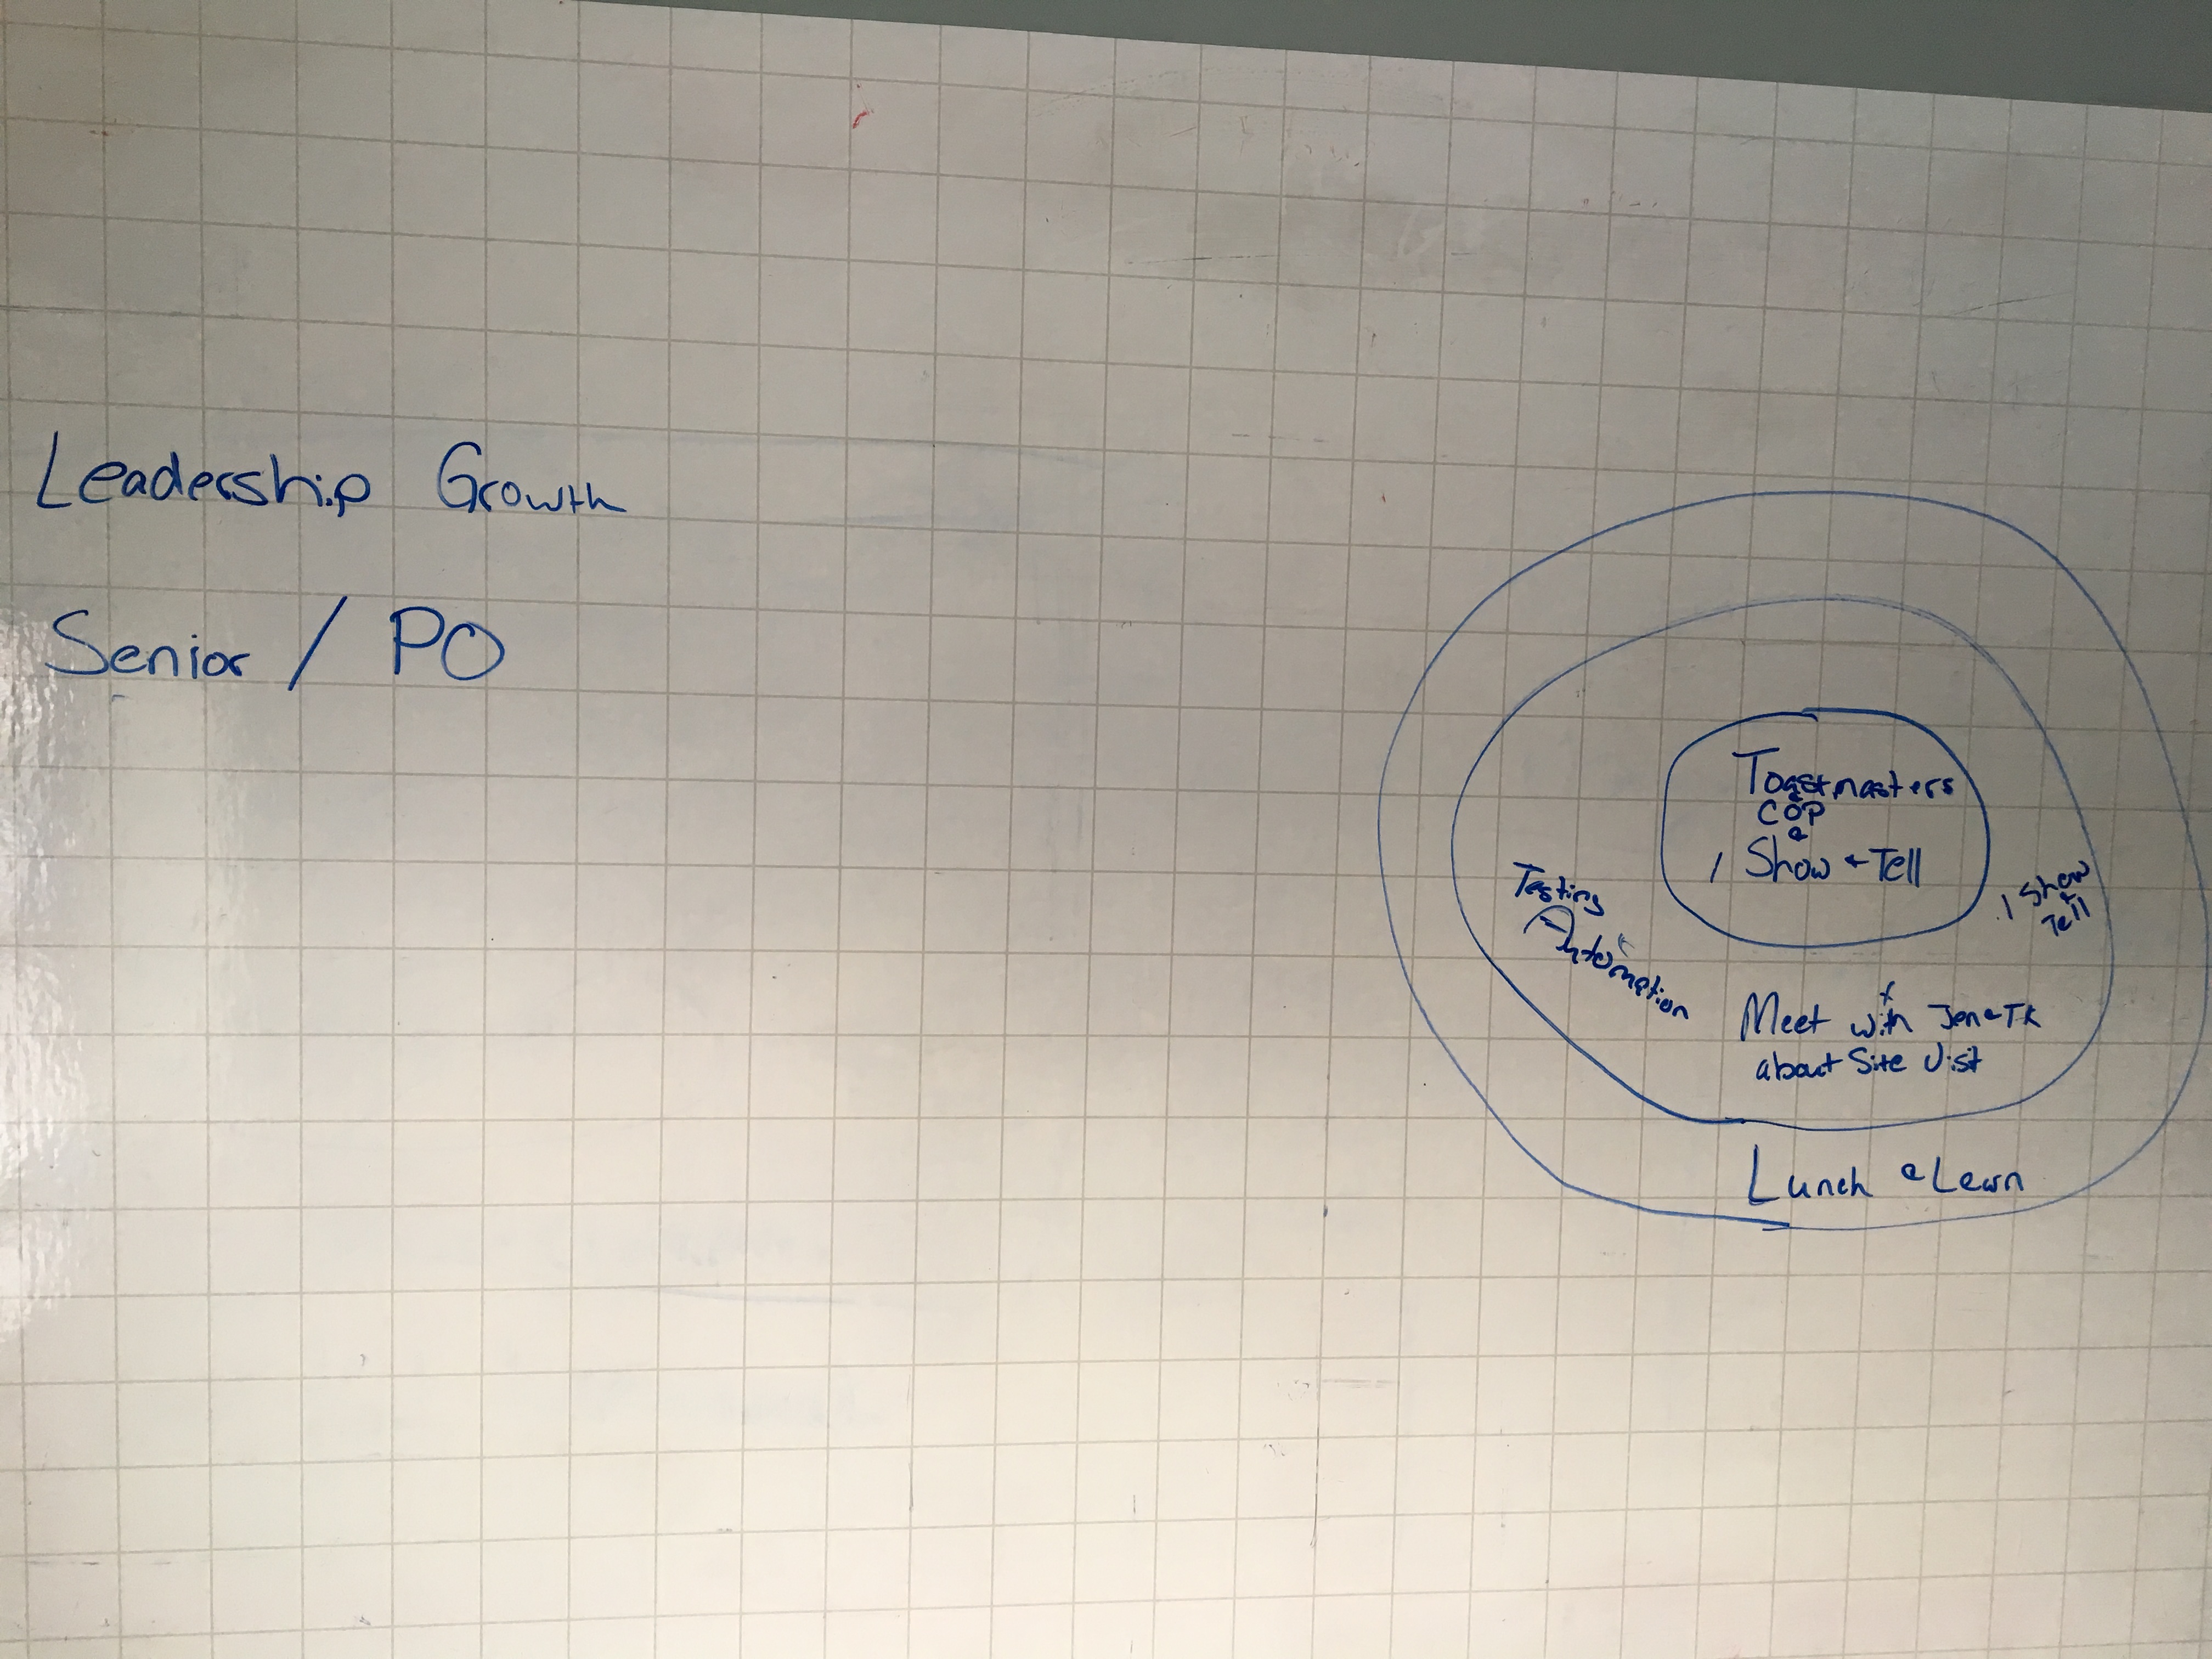 Leadership Growth
Senior / PO
Toastmasters
&
COP
&
1 Show + Tell
Testing
Automation
1 Show
+
Tell
+
Meet with Jen & TK
about Site Vist
Lunch & Learn